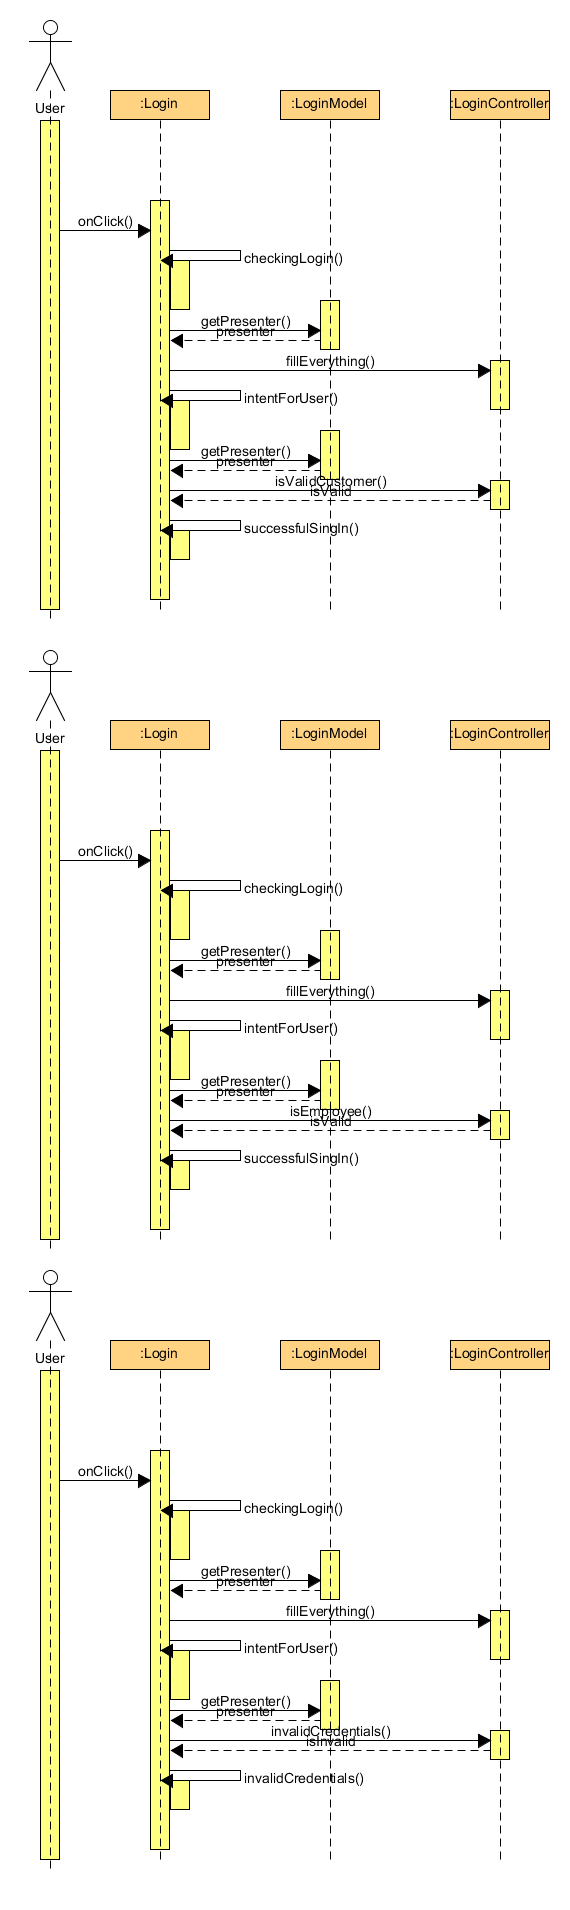 User
:Login
:LoginModel
:LoginController
onClick()
checkingLogin()
getPresenter()
presenter
fillEverything()
intentForUser()
getPresenter()
presenter
isValidCustomer()
isValid
successfulSingIn()
User
:Login
:LoginModel
:LoginController
onClick()
checkingLogin()
getPresenter()
presenter
fillEverything()
intentForUser()
getPresenter()
presenter
isEmployee()
isValid
successfulSingIn()
User
:Login
:LoginModel
:LoginController
onClick()
checkingLogin()
getPresenter()
presenter
fillEverything()
intentForUser()
getPresenter()
presenter
invalidCredentials()
isInvalid
invalidCredentials()